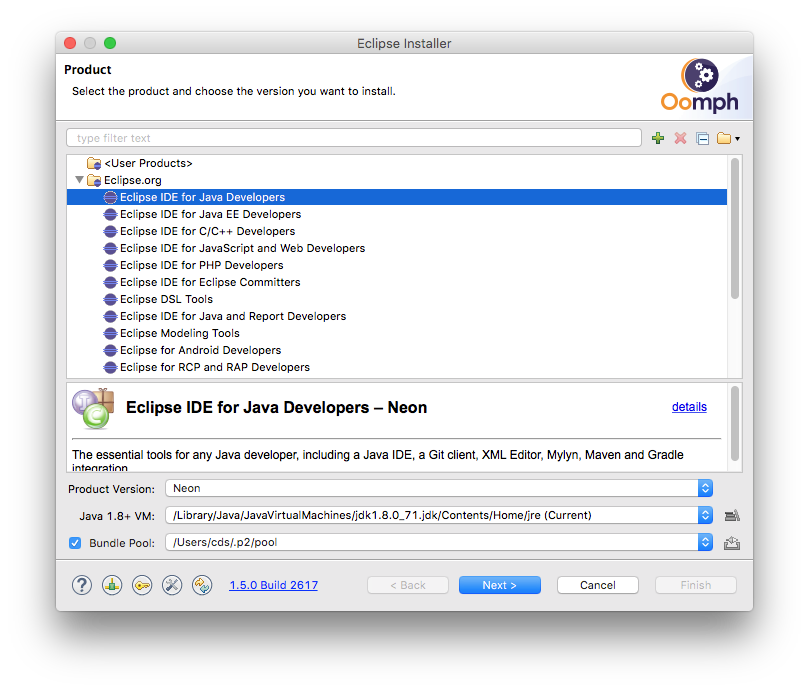 Eclipse Installer
Product
Select the product and choose the version you want to install.
Oomph
type filter text
<User Products>
Eclipse.org
Eclipse IDE for Java Developers
Eclipse IDE for Java EE Developers
Eclipse IDE for C/C++ Developers
Eclipse IDE for JavaScript and Web Developers
Eclipse IDE for PHP Developers
Eclipse IDE for Eclipse Committers
Eclipse DSL Tools
Eclipse IDE for Java and Report Developers
Eclipse Modeling Tools
Eclipse for Android Developers
Eclipse for RCP and RAP Developers
Eclipse IDE for Java Developers – Neon
details
The essential tools for any Java developer, including a Java IDE, a Git client, XML Editor, Mylyn, Maven and Gradle
integration
Product Version: Neon
Java 1.8+ VM: /Library/Java/JavaVirtualMachines/jdk1.8.0_71.jdk/Contents/Home/jre (Current)
Bundle Pool: /Users/cds/.p2/pool
1.5.0 Build 2617
< Back
Next >
Cancel
Finish